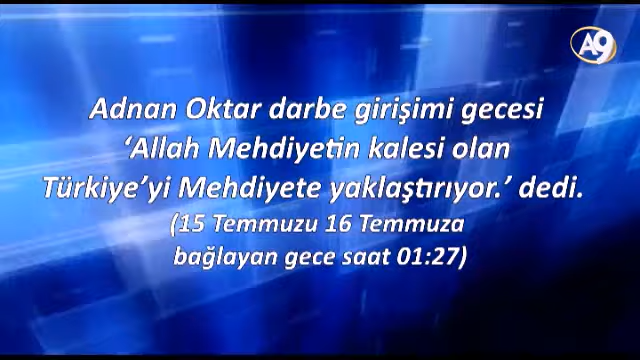 A9
Adnan Oktar darbe girişimi gecesi
‘Allah Mehdiyetin kalesi olan
Türkiye’yi Mehdiyete yaklaştırıyor.’ dedi.
(15 Temmuzu 16 Temmuza
bağlayan gece saat 01:27)